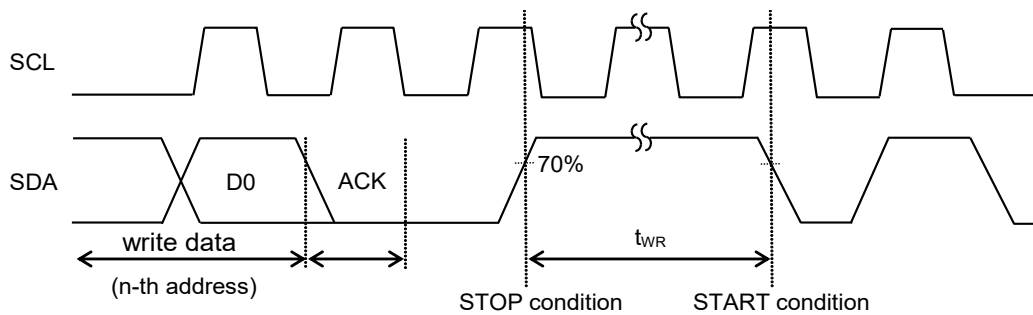 SCL
SDA
D0
ACK
70%
write data
(n-th address)
tWR
STOP condition
START condition